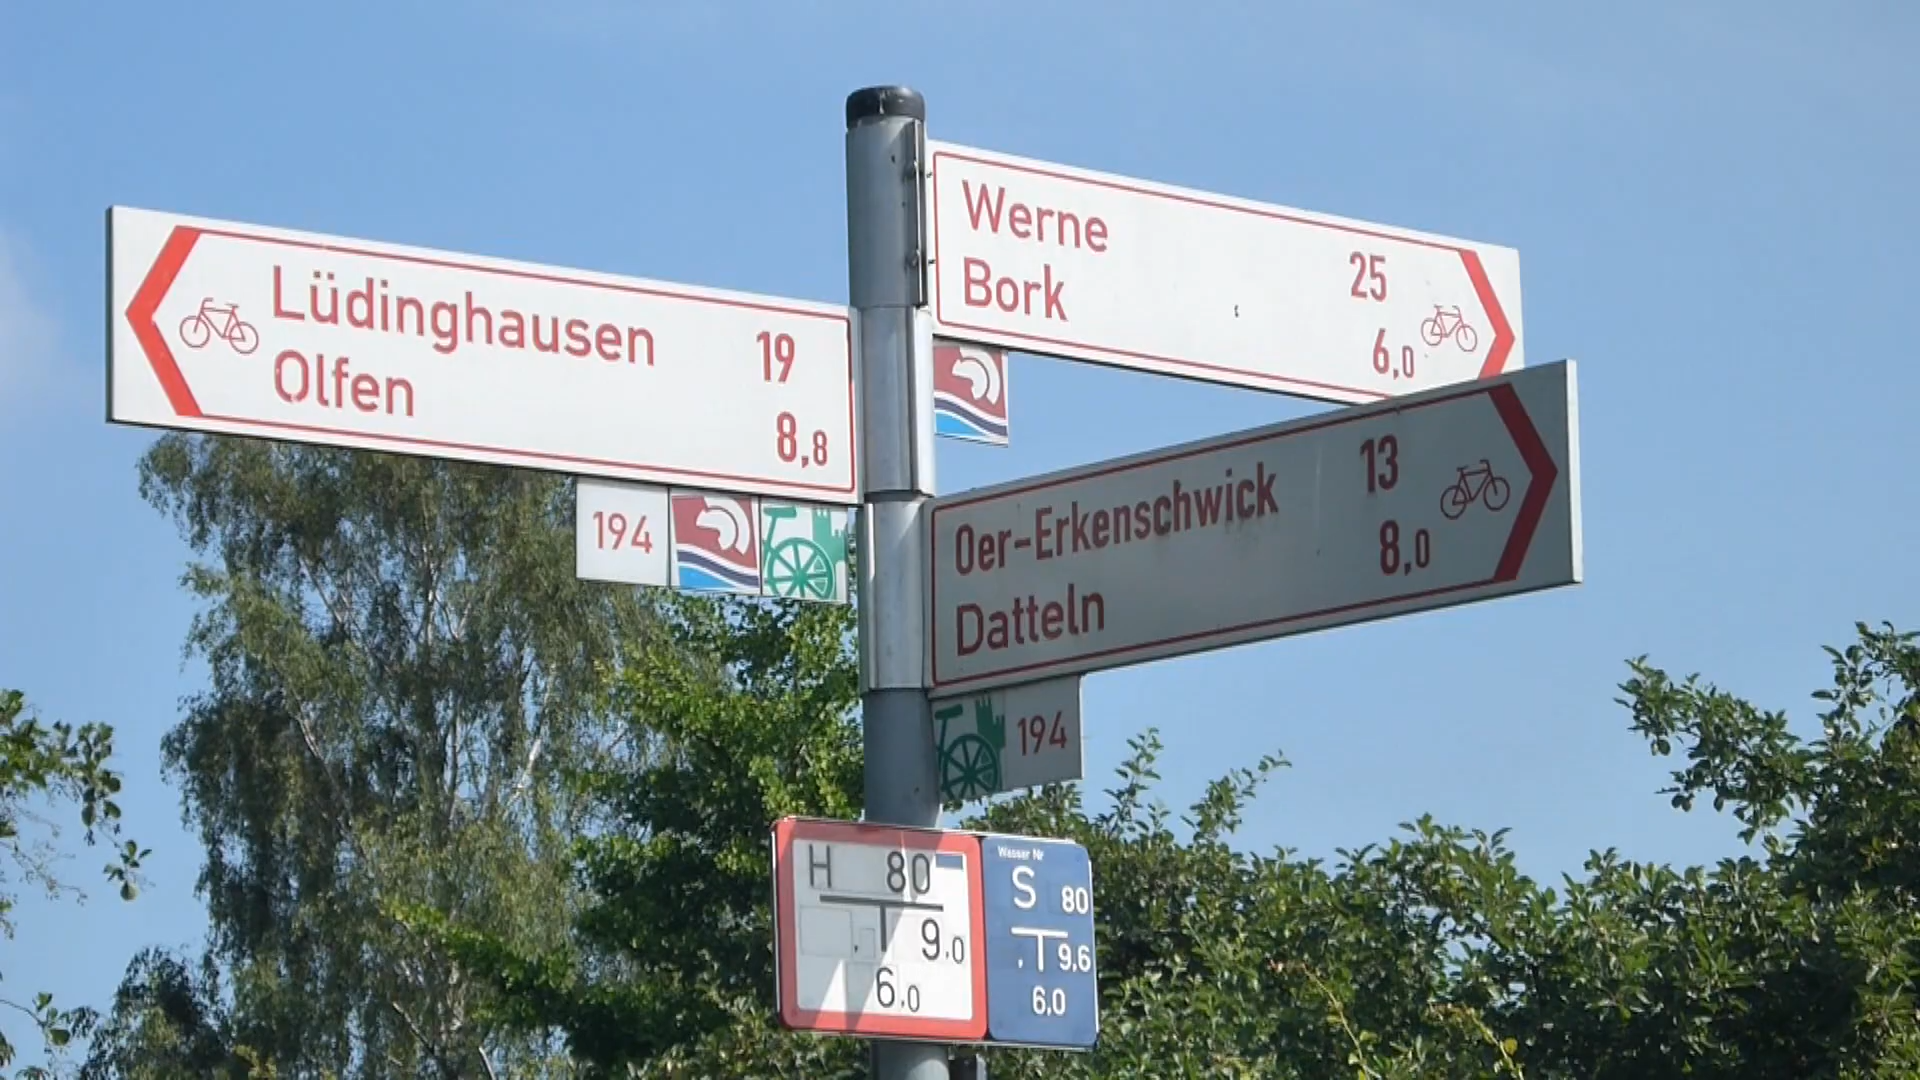 Werne 25
Bork 6,0
Lüdinghausen 19
Olfen 8,8
194
Oer-Erkenschwick 13
Datteln 8,0
194
H 80
9,0
6,0
Wasser Nr
S 80
9,6
6,0